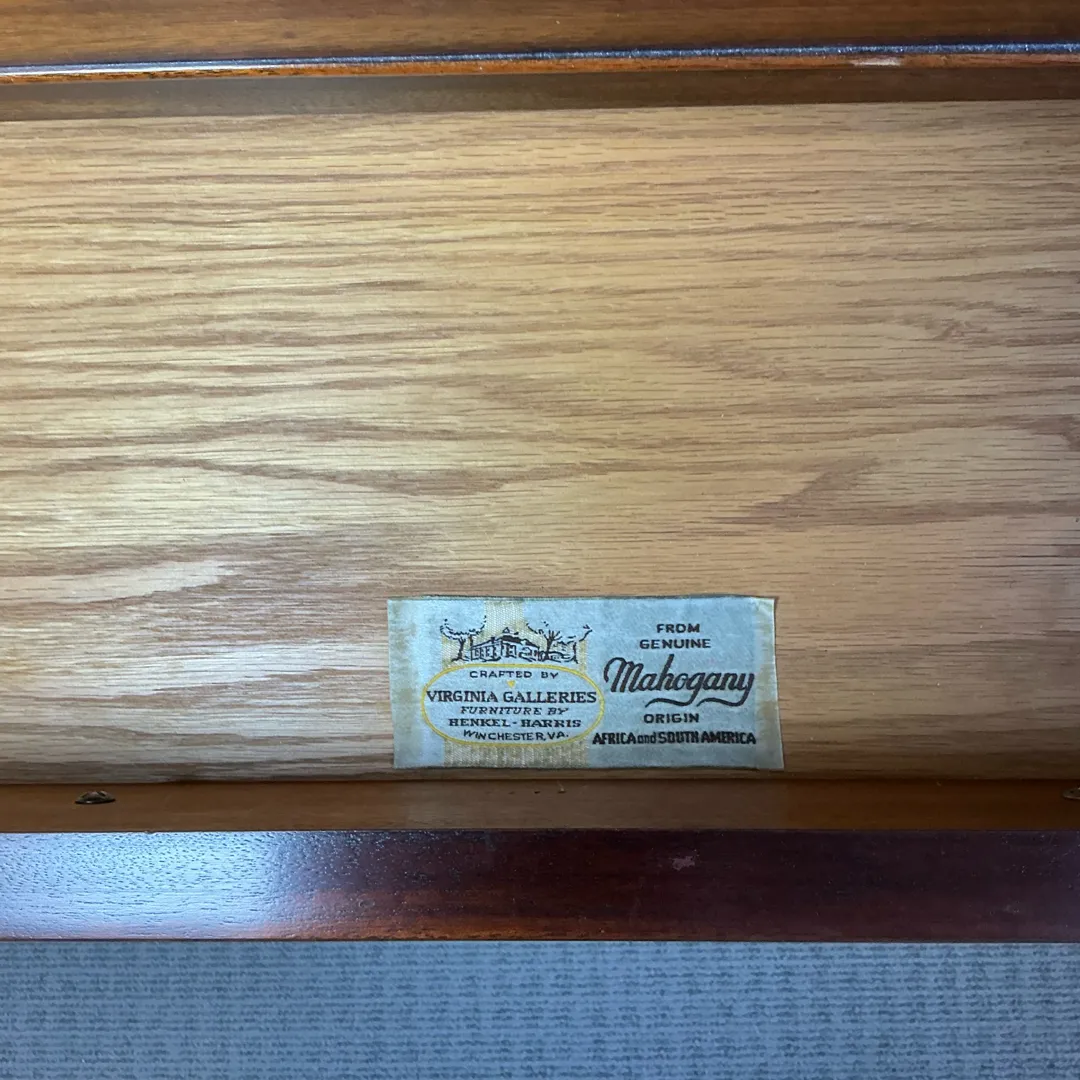 CRAFTED BY
VIRGINIA GALLERIES
FURNITURE BY
HENKEL-HARRIS
WINCHESTER, VA.
FROM
GENUINE
Mahogany
ORIGIN
AFRICA and SOUTH AMERICA